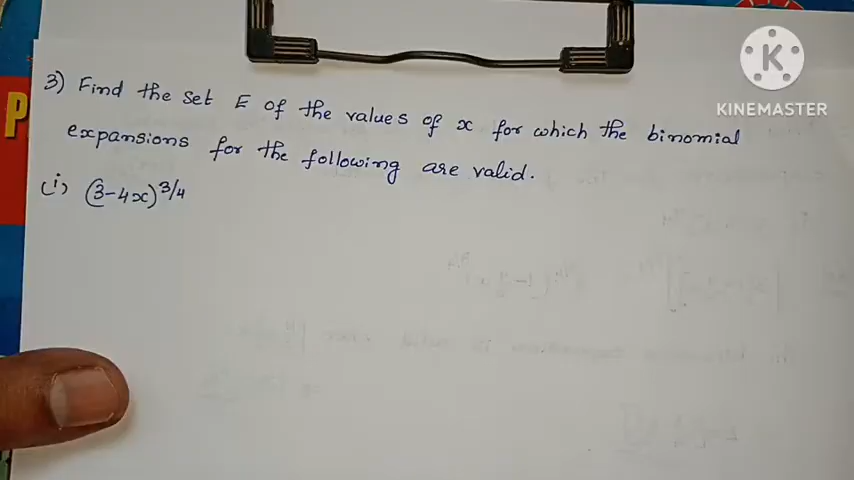 K
KINEMASTER
P
3) Find the set E of the values of x for which the binomial
expansions for the following are valid.
(i) (3-4x)^3/4